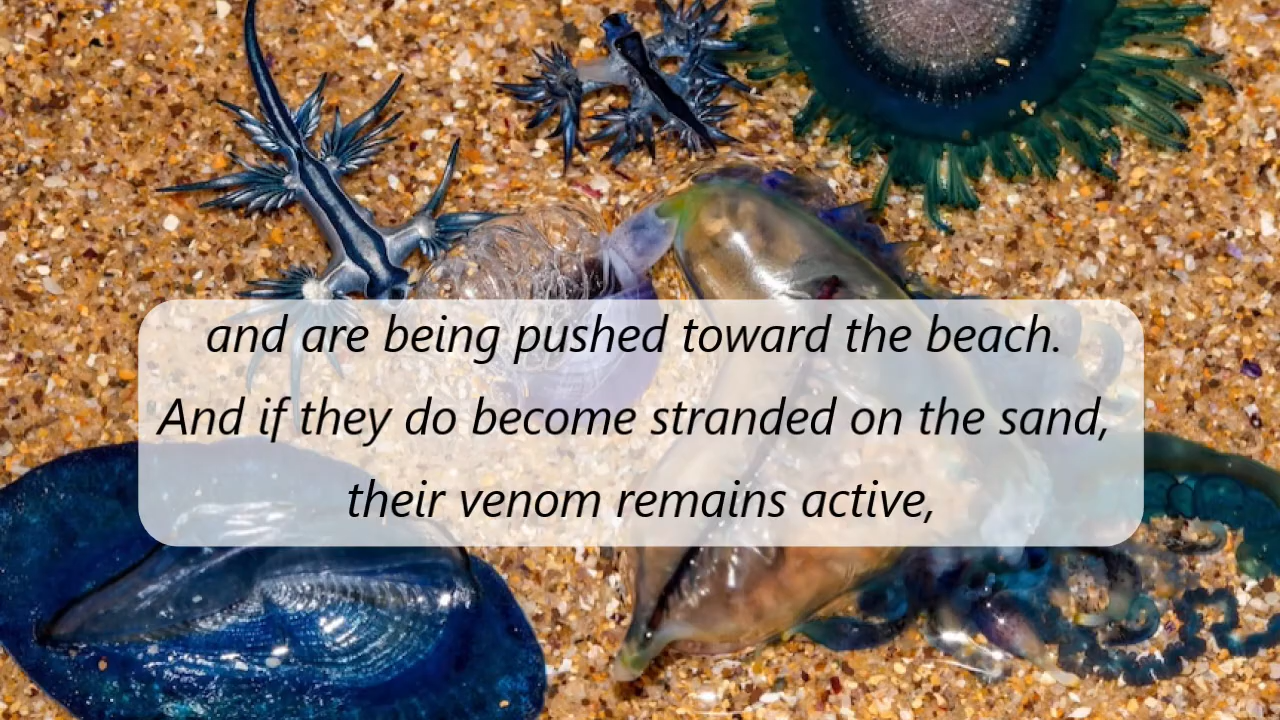 and are being pushed toward the beach.
And if they do become stranded on the sand,
their venom remains active,